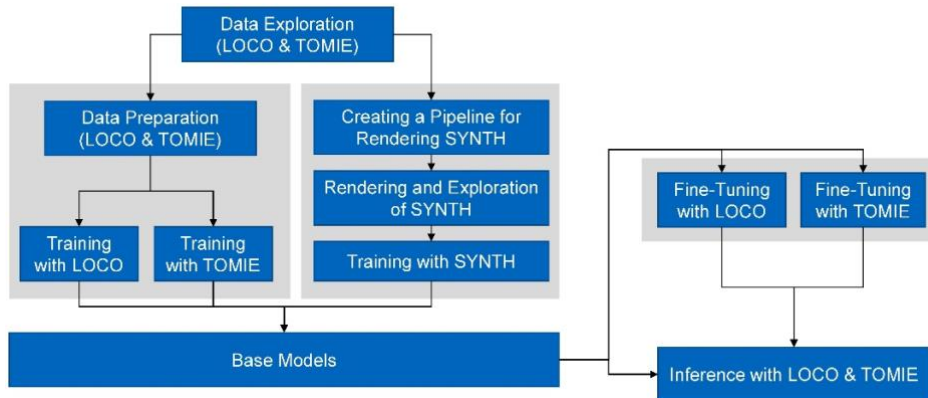 Data Exploration
(LOCO & TOMIE)
Data Preparation
(LOCO & TOMIE)
Training
with LOCO
Training
with TOMIE
Creating a Pipeline for
Rendering SYNTH
Rendering and Exploration
of SYNTH
Training with SYNTH
Base Models
Fine-Tuning
with LOCO
Fine-Tuning
with TOMIE
Inference with LOCO & TOMIE